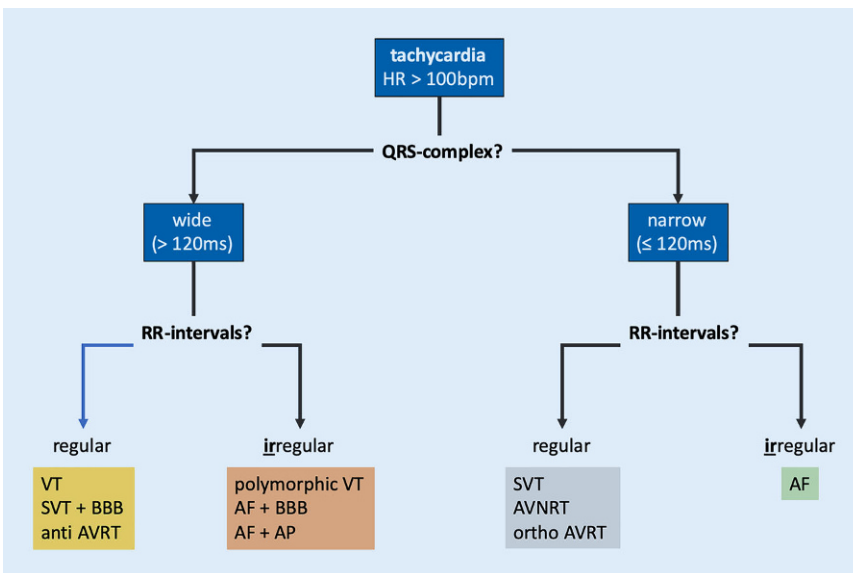 tachycardia
HR > 100bpm
QRS-complex?
wide
(> 120ms)
narrow
(≤ 120ms)
RR-intervals?
RR-intervals?
regular
irregular
regular
irregular
VT
SVT + BBB
anti AVRT
polymorphic VT
AF + BBB
AF + AP
SVT
AVNRT
ortho AVRT
AF